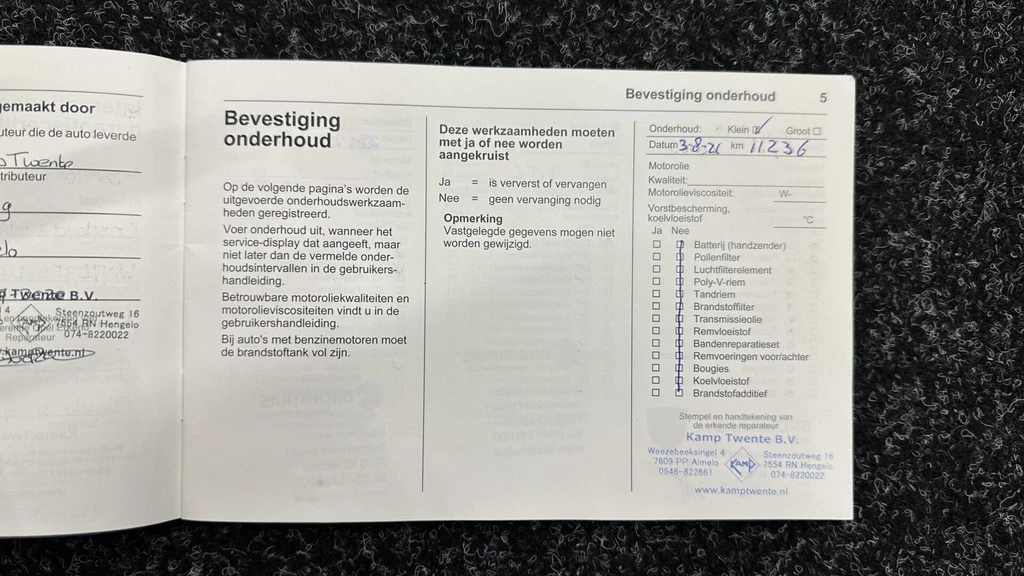 gemaakt door
uteur die de auto leverde
Twente
tributeur
Twente B.V.
Steenzoutweg 16
7554 RN Hengelo
Reparateur
074-8220022
kamptwente.nl
Bevestiging
onderhoud
Op de volgende pagina's worden de
uitgevoerde onderhoudswerkzaam-
heden geregistreerd.
Voer onderhoud uit, wanneer het
service-display dat aangeeft, maar
niet later dan de vermelde onder-
houdsintervallen in de gebruikers-
handleiding.
Betrouwbare motoroliekwaliteiten en
motorolieviscositeiten vindt u in de
gebruikershandleiding.
Bij auto's met benzinemotoren moet
de brandstoftank vol zijn.
Deze werkzaamheden moeten
met ja of nee worden
aangekruist
Ja = is ververst of vervangen
Nee = geen vervanging nodig
Opmerking
Vastgelegde gegevens mogen niet
worden gewijzigd.
Bevestiging onderhoud 5
Onderhoud: Klein Groot
Datum 3-8-21 km 11236
Motorolie
Kwaliteit:
Motorolieviscositeit: W-
Vorstbescherming,
koelvloeistof °C
Ja Nee
Batterij (handzender)
Pollenfilter
Luchtfilterelement
Poly-V-riem
Tandriem
Brandstoffilter
Transmissieolie
Remvloeistof
Bandenreparatieset
Remvoeringen voor/achter
Bougies
Koelvloeistof
Brandstofadditief
Stempel en handtekening van
de erkende reparateur
Kamp Twente B.V.
Weezebeeksingel 4
7609 PP Almelo
0546-822661
KAMP
Steenzoutweg 16
7554 RN Hengelo
074-8220022
www.kamptwente.nl